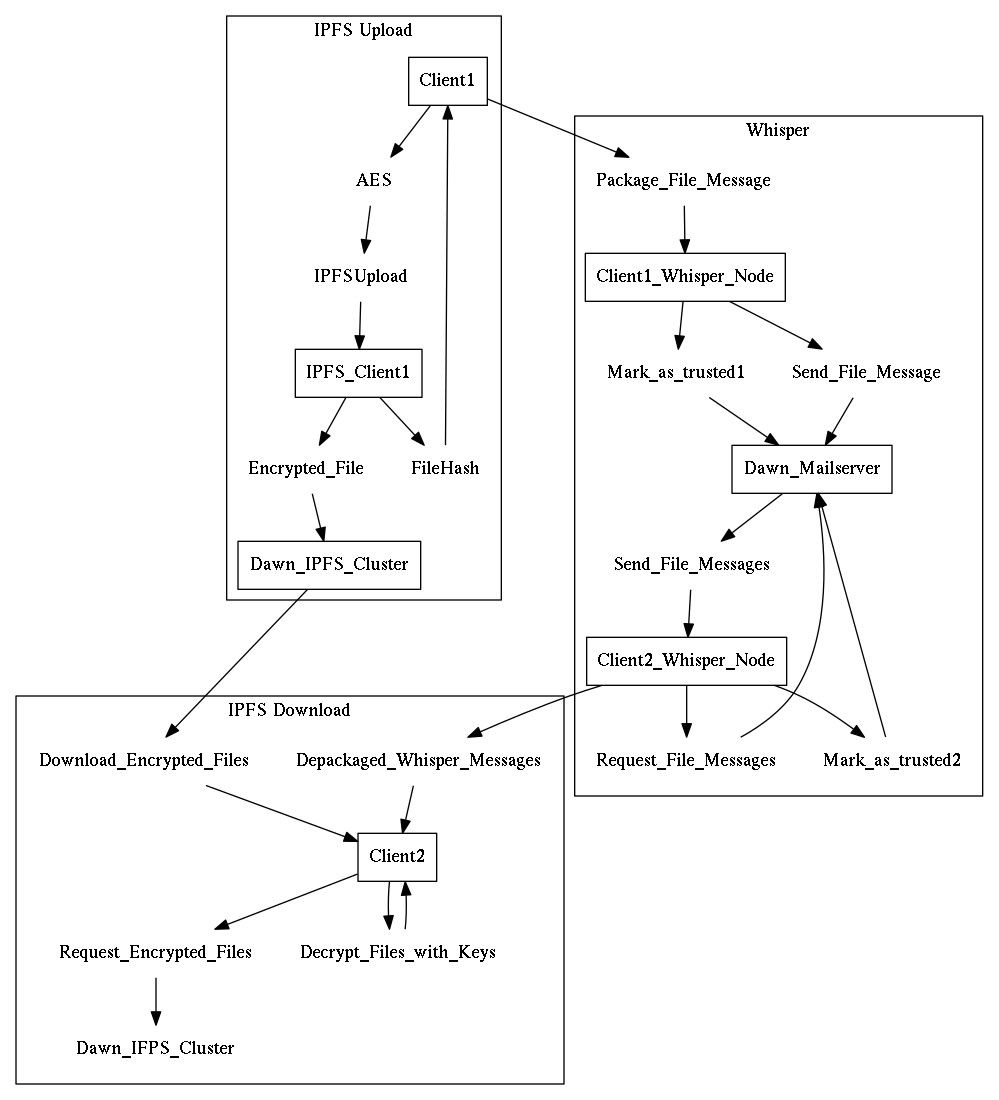 IPFS Upload
Client1
AES
IPFSUpload
IPFS_Client1
Encrypted_File
FileHash
Dawn_IPFS_Cluster
Whisper
Package_File_Message
Client1_Whisper_Node
Mark_as_trusted1
Send_File_Message
Dawn_Mailserver
Send_File_Messages
Client2_Whisper_Node
Request_File_Messages
Mark_as_trusted2
IPFS Download
Download_Encrypted_Files
Depackaged_Whisper_Messages
Client2
Request_Encrypted_Files
Decrypt_Files_with_Keys
Dawn_IFPS_Cluster